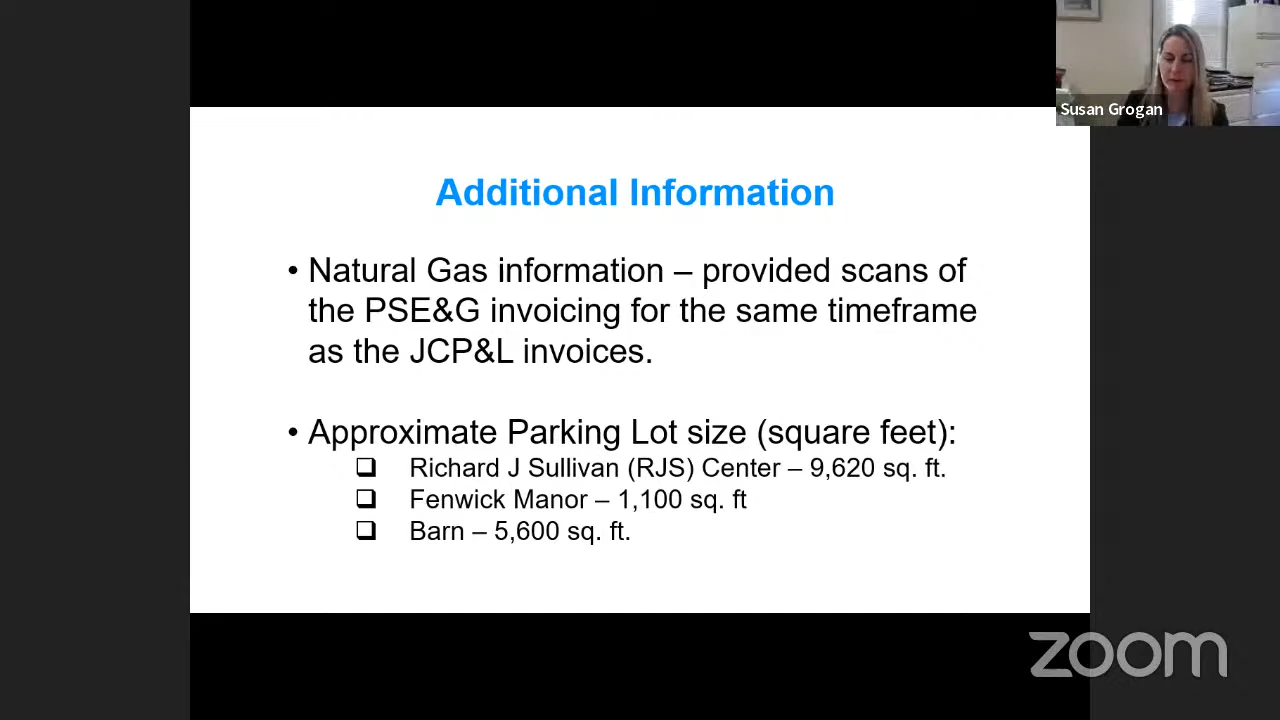 Susan Grogan
Additional Information
• Natural Gas information – provided scans of
the PSE&G invoicing for the same timeframe
as the JCP&L invoices.
• Approximate Parking Lot size (square feet):
❑ Richard J Sullivan (RJS) Center – 9,620 sq. ft.
❑ Fenwick Manor – 1,100 sq. ft
❑ Barn – 5,600 sq. ft.
zoom